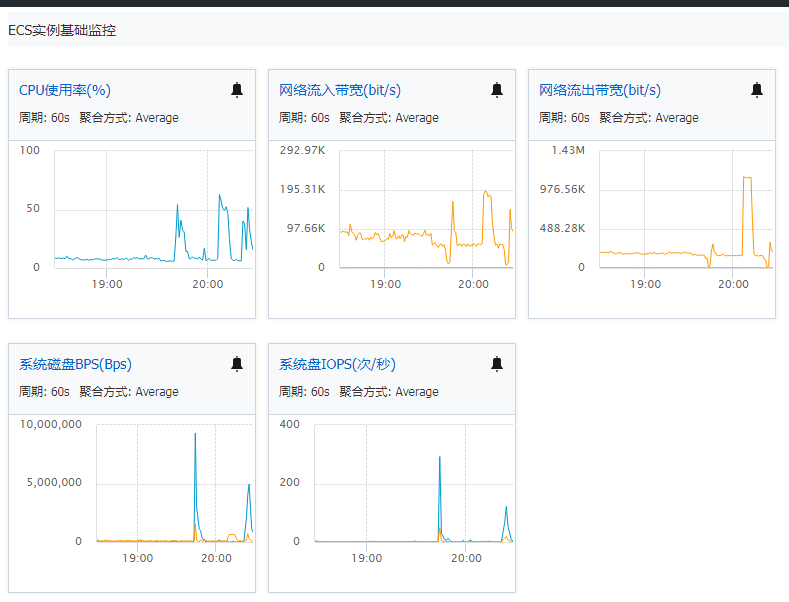 ECS实例基础监控
CPU使用率(%)
周期: 60s 聚合方式: Average
100
50
0
19:00 20:00
网络流入带宽(bit/s)
周期: 60s 聚合方式: Average
292.97K
195.31K
97.66K
0
19:00 20:00
网络流出带宽(bit/s)
周期: 60s 聚合方式: Average
1.43M
976.56K
488.28K
0
19:00 20:00
系统磁盘BPS(Bps)
周期: 60s 聚合方式: Average
10,000,000
5,000,000
0
19:00 20:00
系统盘IOPS(次/秒)
周期: 60s 聚合方式: Average
400
200
0
19:00 20:00